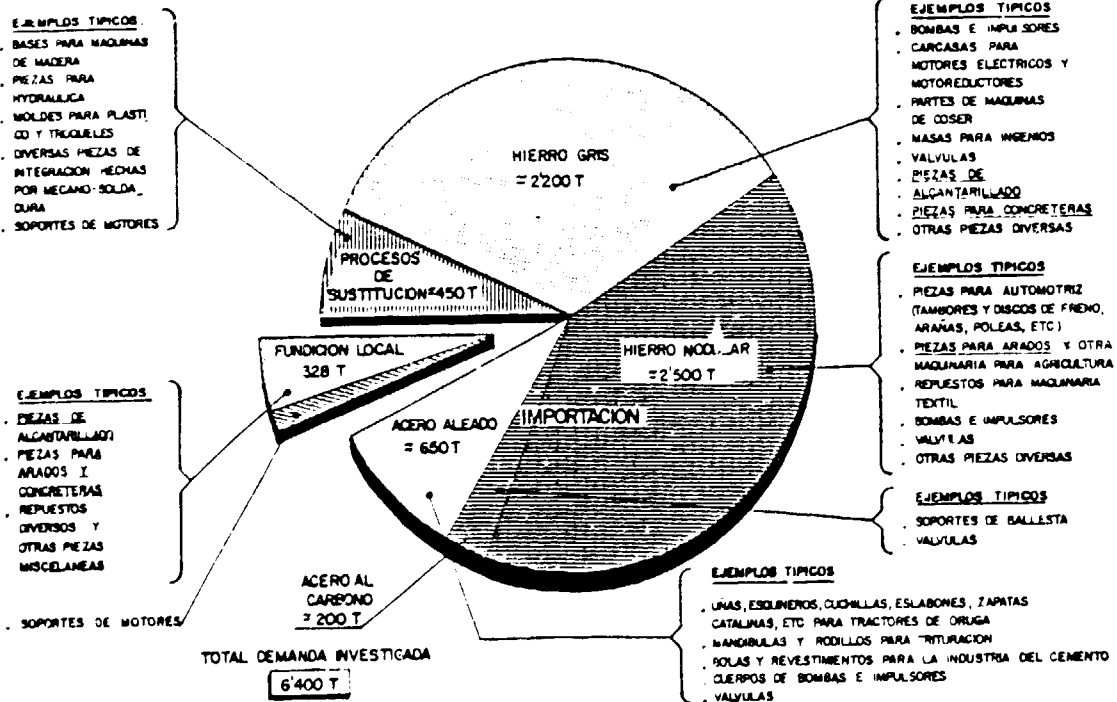 EJEMPLOS TIPICOS.
. BASES PARA MAQUINAS
DE MADERA
. PIEZAS PARA
HYDRAULICA
. MOLDES PARA PLASTI
CO Y TROQUELES
. DIVERSAS PIEZAS DE
INTEGRACION HECHAS
POR MECANO-SOLDA_
DURA
. SOPORTES DE MOTORES
EJEMPLOS TIPICOS
. BOMBAS E IMPULSORES
. CARCASAS PARA
MOTORES ELECTRICOS Y
MOTOREDUCTORES
. PARTES DE MAQUINAS
DE COSER
. MASAS PARA INGENIOS
. VALVULAS
. PIEZAS DE
ALCANTARILLADO
. PIEZAS PARA CONCRETERAS
. OTRAS PIEZAS DIVERSAS
HIERRO GRIS
=2'200 T
PROCESOS
DE
SUSTITUCION=450 T
FUNDICION LOCAL
328 T
HIERRO NODULAR
=2'500 T
IMPORTACION
ACERO ALEADO
= 650 T
EJEMPLOS TIPICOS
. PIEZAS PARA AUTOMOTRIZ
(TAMBORES Y DISCOS DE FRENO,
ARAÑAS, POLEAS, ETC)
. PIEZAS PARA ARADOS Y OTRA
MAQUINARIA PARA AGRICULTURA
. REPUESTOS PARA MAQUINARIA
TEXTIL
. BOMBAS E IMPULSORES
. VALVULAS
. OTRAS PIEZAS DIVERSAS
EJEMPLOS TIPICOS
. PIEZAS DE
ALCANTARILLADO
. PIEZAS PARA
ARADOS Y
CONCRETERAS
. REPUESTOS
DIVERSOS Y
OTRAS PIEZAS
MISCELANEAS
. SOPORTES DE MOTORES
EJEMPLOS TIPICOS
. SOPORTES DE BALLESTA
. VALVULAS
ACERO AL
CARBONO
= 200 T
EJEMPLOS TIPICOS
. UÑAS, ESQUINEROS, CUCHILLAS, ESLABONES, ZAPATAS
CATALINAS, ETC PARA TRACTORES DE ORUGA
. MANDIBULAS Y RODILLOS PARA TRITURACION
. BOLAS Y REVESTIMIENTOS PARA LA INDUSTRIA DEL CEMENTO
. CUERPOS DE BOMBAS E IMPULSORES
. VALVULAS
TOTAL DEMANDA INVESTIGADA
6'400 T